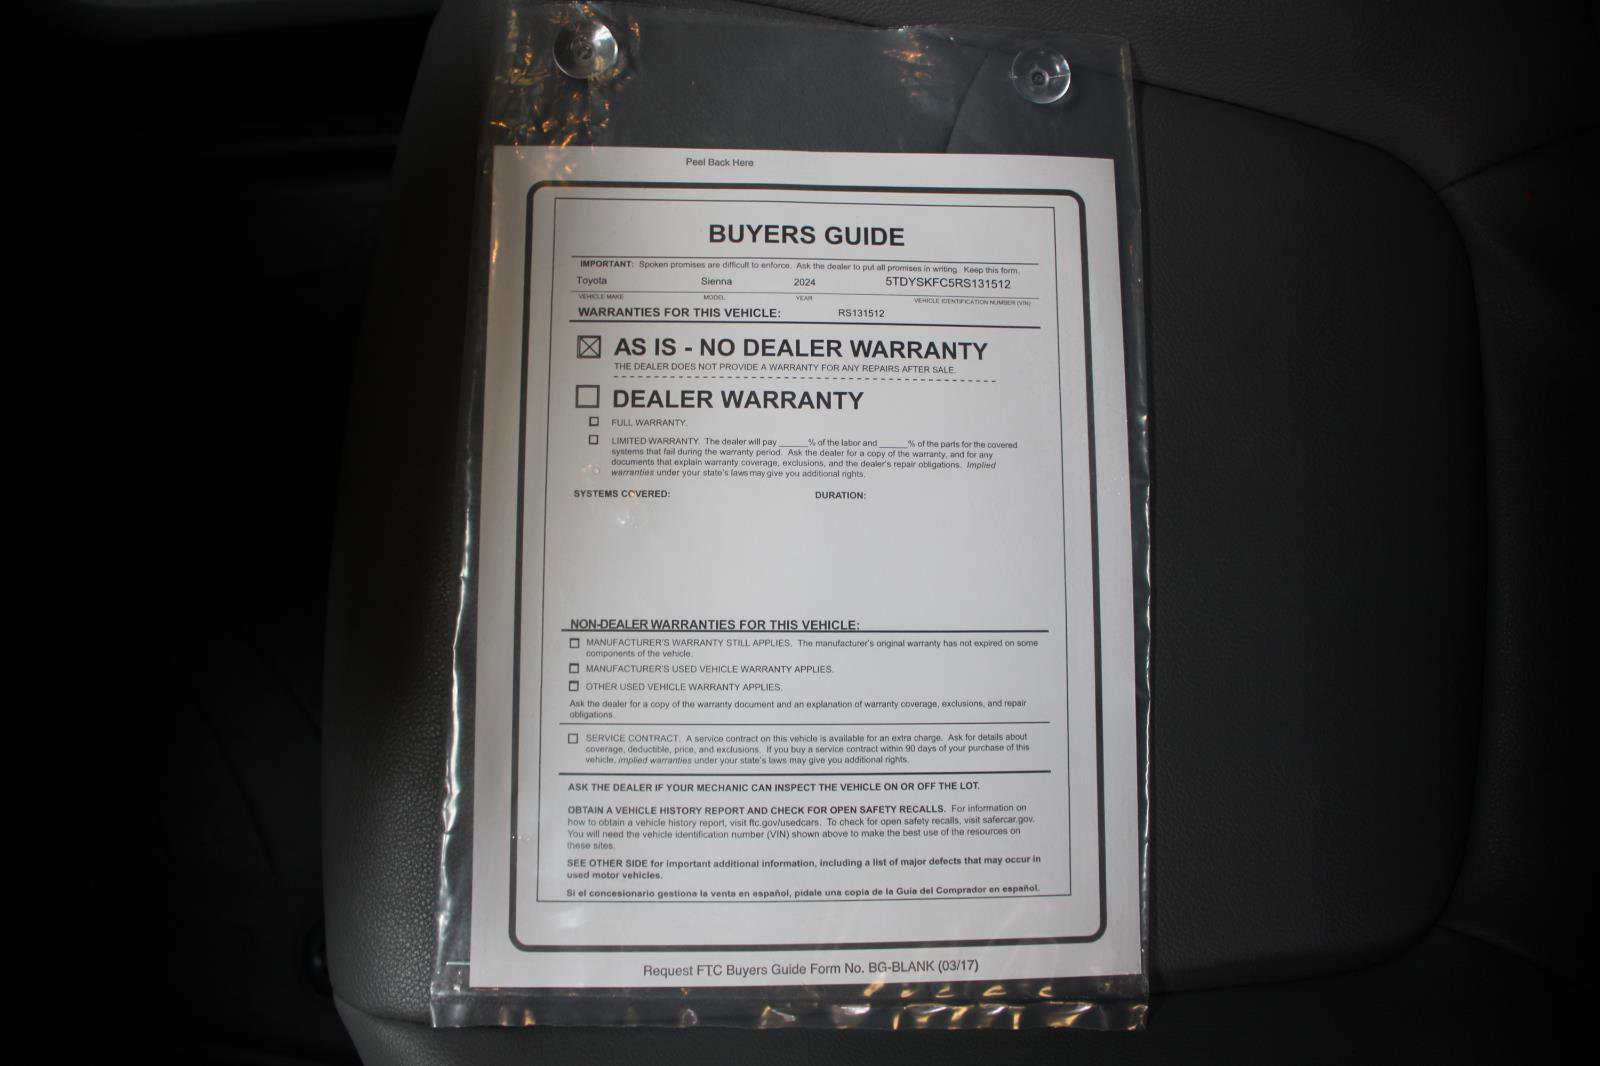 Peel Back Here
BUYERS GUIDE
IMPORTANT: Spoken promises are difficult to enforce. Ask the dealer to put all promises in writing. Keep this form.
Toyota Sienna 2024 5TDYSKFC5RS131512
VEHICLE MAKE MODEL YEAR VEHICLE IDENTIFICATION NUMBER (VIN)
WARRANTIES FOR THIS VEHICLE: RS131512
AS IS - NO DEALER WARRANTY
THE DEALER DOES NOT PROVIDE A WARRANTY FOR ANY REPAIRS AFTER SALE.
DEALER WARRANTY
FULL WARRANTY.
LIMITED WARRANTY. The dealer will pay ______% of the labor and ______% of the parts for the covered
systems that fail during the warranty period. Ask the dealer for a copy of the warranty, and for any
documents that explain warranty coverage, exclusions, and the dealer's repair obligations. Implied
warranties under your state's laws may give you additional rights.
SYSTEMS COVERED: DURATION:
NON-DEALER WARRANTIES FOR THIS VEHICLE:
MANUFACTURER'S WARRANTY STILL APPLIES. The manufacturer's original warranty has not expired on some
components of the vehicle.
MANUFACTURER'S USED VEHICLE WARRANTY APPLIES.
OTHER USED VEHICLE WARRANTY APPLIES.
Ask the dealer for a copy of the warranty document and an explanation of warranty coverage, exclusions, and repair
obligations.
SERVICE CONTRACT. A service contract on this vehicle is available for an extra charge. Ask for details about
coverage, deductible, price, and exclusions. If you buy a service contract within 90 days of your purchase of this
vehicle, implied warranties under your state's laws may give you additional rights.
ASK THE DEALER IF YOUR MECHANIC CAN INSPECT THE VEHICLE ON OR OFF THE LOT.
OBTAIN A VEHICLE HISTORY REPORT AND CHECK FOR OPEN SAFETY RECALLS. For information on
how to obtain a vehicle history report, visit ftc.gov/usedcars. To check for open safety recalls, visit safercar.gov.
You will need the vehicle identification number (VIN) shown above to make the best use of the resources on
these sites.
SEE OTHER SIDE for important additional information, including a list of major defects that may occur in
used motor vehicles.
Si el concesionario gestiona la venta en español, pídale una copia de la Guía del Comprador en español.
Request FTC Buyers Guide Form No. BG-BLANK (03/17)